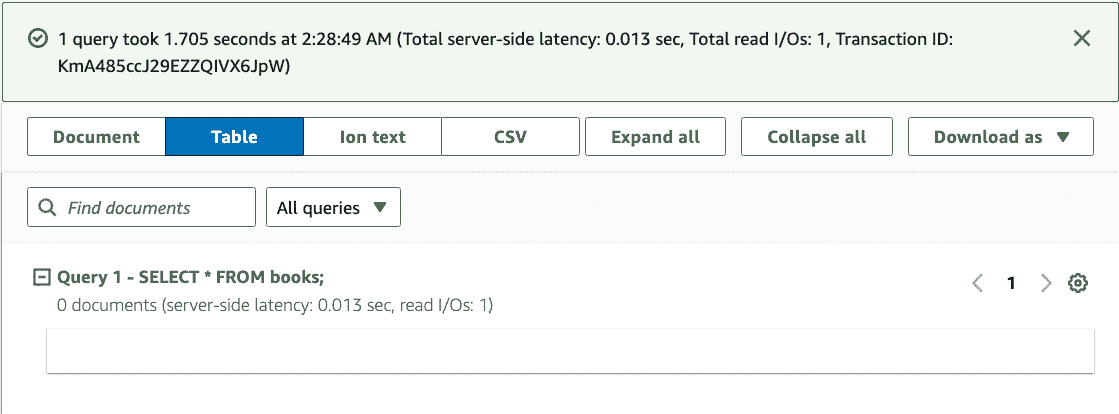 1 query took 1.705 seconds at 2:28:49 AM (Total server-side latency: 0.013 sec, Total read I/Os: 1, Transaction ID:
KmA485ccJ29EZZQIVX6JpW)
Document Table Ion text CSV Expand all Collapse all Download as
Find documents All queries
Query 1 - SELECT * FROM books; 1
0 documents (server-side latency: 0.013 sec, read I/Os: 1)